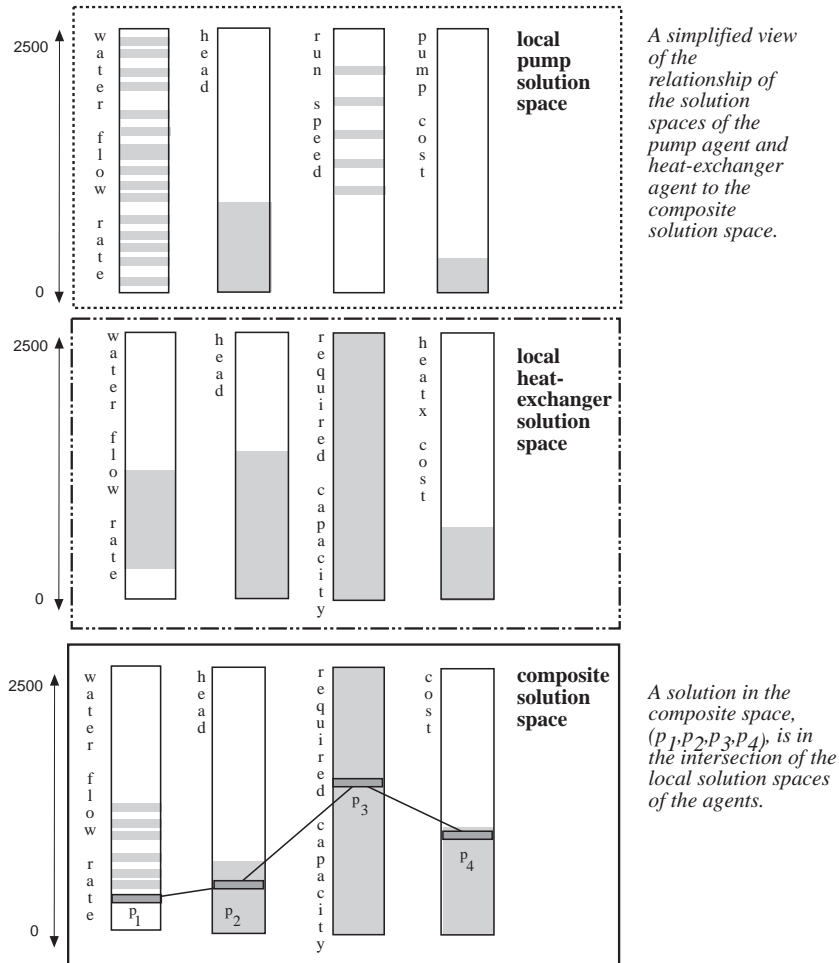 2500
0
water flow rate
head
run speed
pump cost
local
pump
solution
space
A simplified view
of the
relationship of
the solution
spaces of the
pump agent and
heat-exchanger
agent to the
composite
solution space.
2500
0
water flow rate
head
required capacity
heatx cost
local
heat-
exchanger
solution
space
2500
0
water flow rate
head
required capacity
cost
composite
solution
space
p1
p2
p3
p4
A solution in the
composite space,
(p1,p2,p3,p4), is in
the intersection of the
local solution spaces
of the agents.